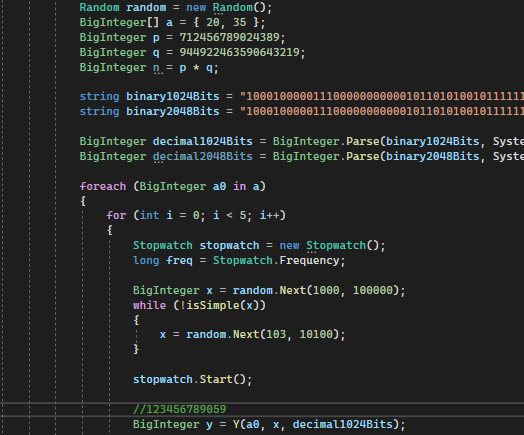 Random random = new Random();
BigInteger[] a = { 20, 35 };
BigInteger p = 712456789024389;
BigInteger q = 944922463590643219;
BigInteger n = p * q;
string binary1024Bits = "10001000001110000000000010110101001011111
string binary2048Bits = "10001000001110000000000010110101001011111
BigInteger decimal1024Bits = BigInteger.Parse(binary1024Bits, Syste
BigInteger decimal2048Bits = BigInteger.Parse(binary2048Bits, Syste
foreach (BigInteger a0 in a)
{
for (int i = 0; i < 5; i++)
{
Stopwatch stopwatch = new Stopwatch();
long freq = Stopwatch.Frequency;
BigInteger x = random.Next(1000, 100000);
while (!isSimple(x))
{
x = random.Next(103, 10100);
}
stopwatch.Start();
//123456789059
BigInteger y = Y(a0, x, decimal1024Bits);